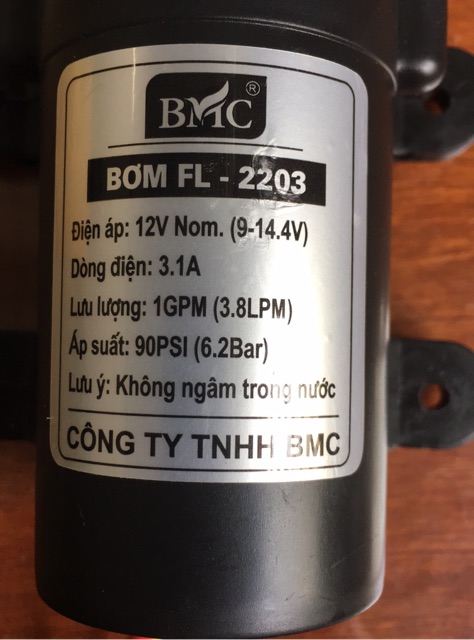 BMC ®
BƠM FL - 2203
Điện áp: 12V Nom. (9-14.4V)
Dòng điện: 3.1A
Lưu lượng: 1GPM (3.8LPM)
Áp suất: 90PSI (6.2Bar)
Lưu ý: Không ngâm trong nước
CÔNG TY TNHH BMC